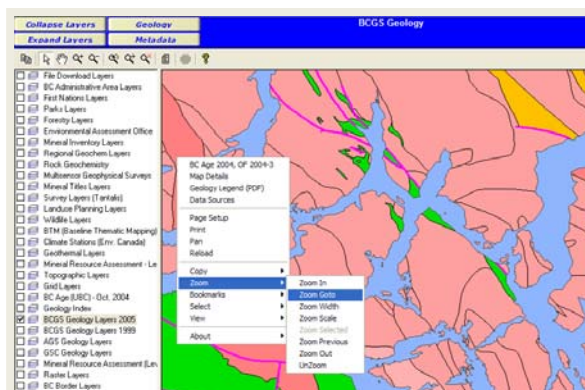 Collapse Layers
Geology
BCGS Geology
Expand Layers
Metadata
File Download Layers
BC Administrative Area Layers
First Nations Layers
Parks Layers
Forestry Layers
Environmental Assessment Office
Mineral Inventory Layers
Regional Geochem Layers
Rock Geochemistry
Multisensor Geophysical Surveys
Mineral Titles Layers
Survey Layers (Tantalis)
Landuse Planning Layers
Wildlife Layers
BTM (Baseline Thematic Mapping)
Climate Stations (Env. Canada)
Geothermal Layers
Mineral Resource Assessment - Le
Topographic Layers
Grid Layers
BC Age (UBC) - Oct. 2004
Geology Index
BCGS Geology Layers 2005
BCGS Geology Layers 1999
AGS Geology Layers
GSC Geology Layers
Mineral Resource Assessment (Lev
Raster Layers
BC Border Layers
BC Age 2004, OF 2004-3
Map Details
Geology Legend (PDF)
Data Sources
Page Setup
Print
Pan
Reload
Copy
Zoom
Bookmarks
Select
View
About
Zoom In
Zoom Goto
Zoom Width
Zoom Scale
Zoom Selected
Zoom Previous
Zoom Out
UnZoom